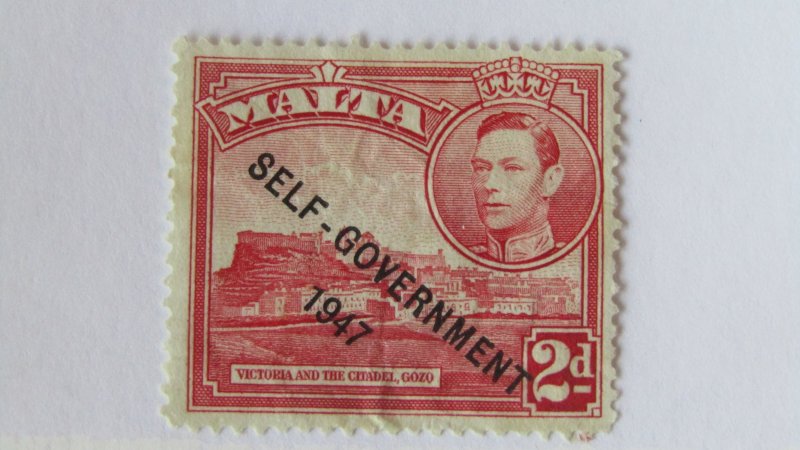 MALTA
SELF-GOVERNMENT
1947
VICTORIA AND THE CITADEL, GOZO
2d